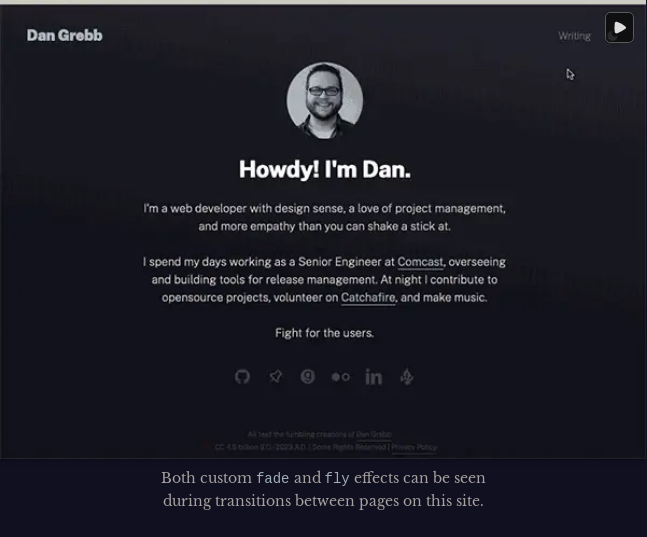 Dan Grebb
Writing
Howdy! I'm Dan.
I'm a web developer with design sense, a love of project management,
and more empathy than you can shake a stick at.
I spend my days working as a Senior Engineer at Comcast, overseeing
and building tools for release management. At night I contribute to
opensource projects, volunteer on Catchafire, and make music.
Fight for the users.
in
All text the fumbling creations of Dan Grebb
CC 4.0 2023 A.D. | Some Rights Reserved | Privacy Policy
Both custom fade and fly effects can be seen
during transitions between pages on this site.